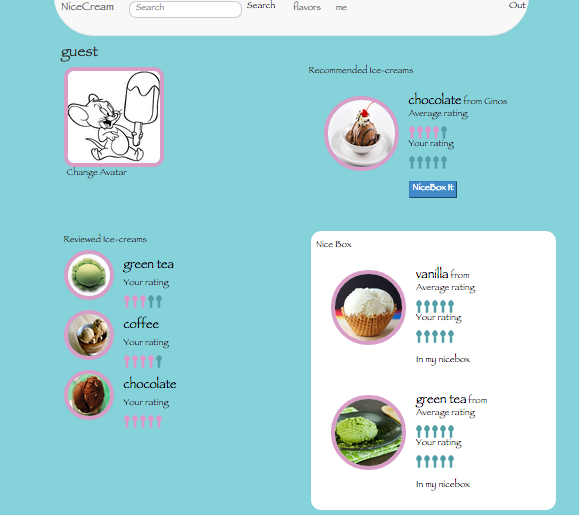 NiceCream Search Search flavors me Out
guest
Change Avatar
Recommended Ice-creams
chocolate from Ginos
Average rating
Your rating
NiceBox It
Reviewed Ice-creams
green tea
Your rating
coffee
Your rating
chocolate
Your rating
Nice Box
vanilla from
Average rating
Your rating
In my nicebox
green tea from
Average rating
Your rating
In my nicebox